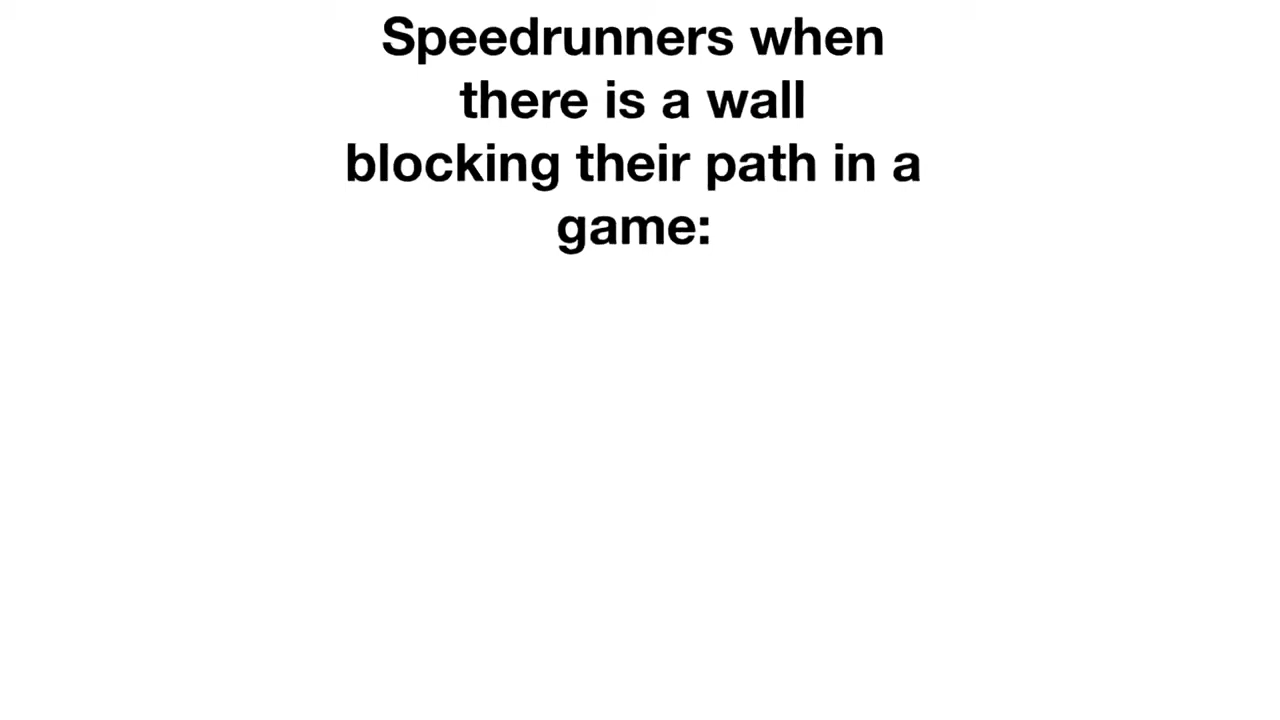 Speedrunners when
there is a wall
blocking their path in a
game: